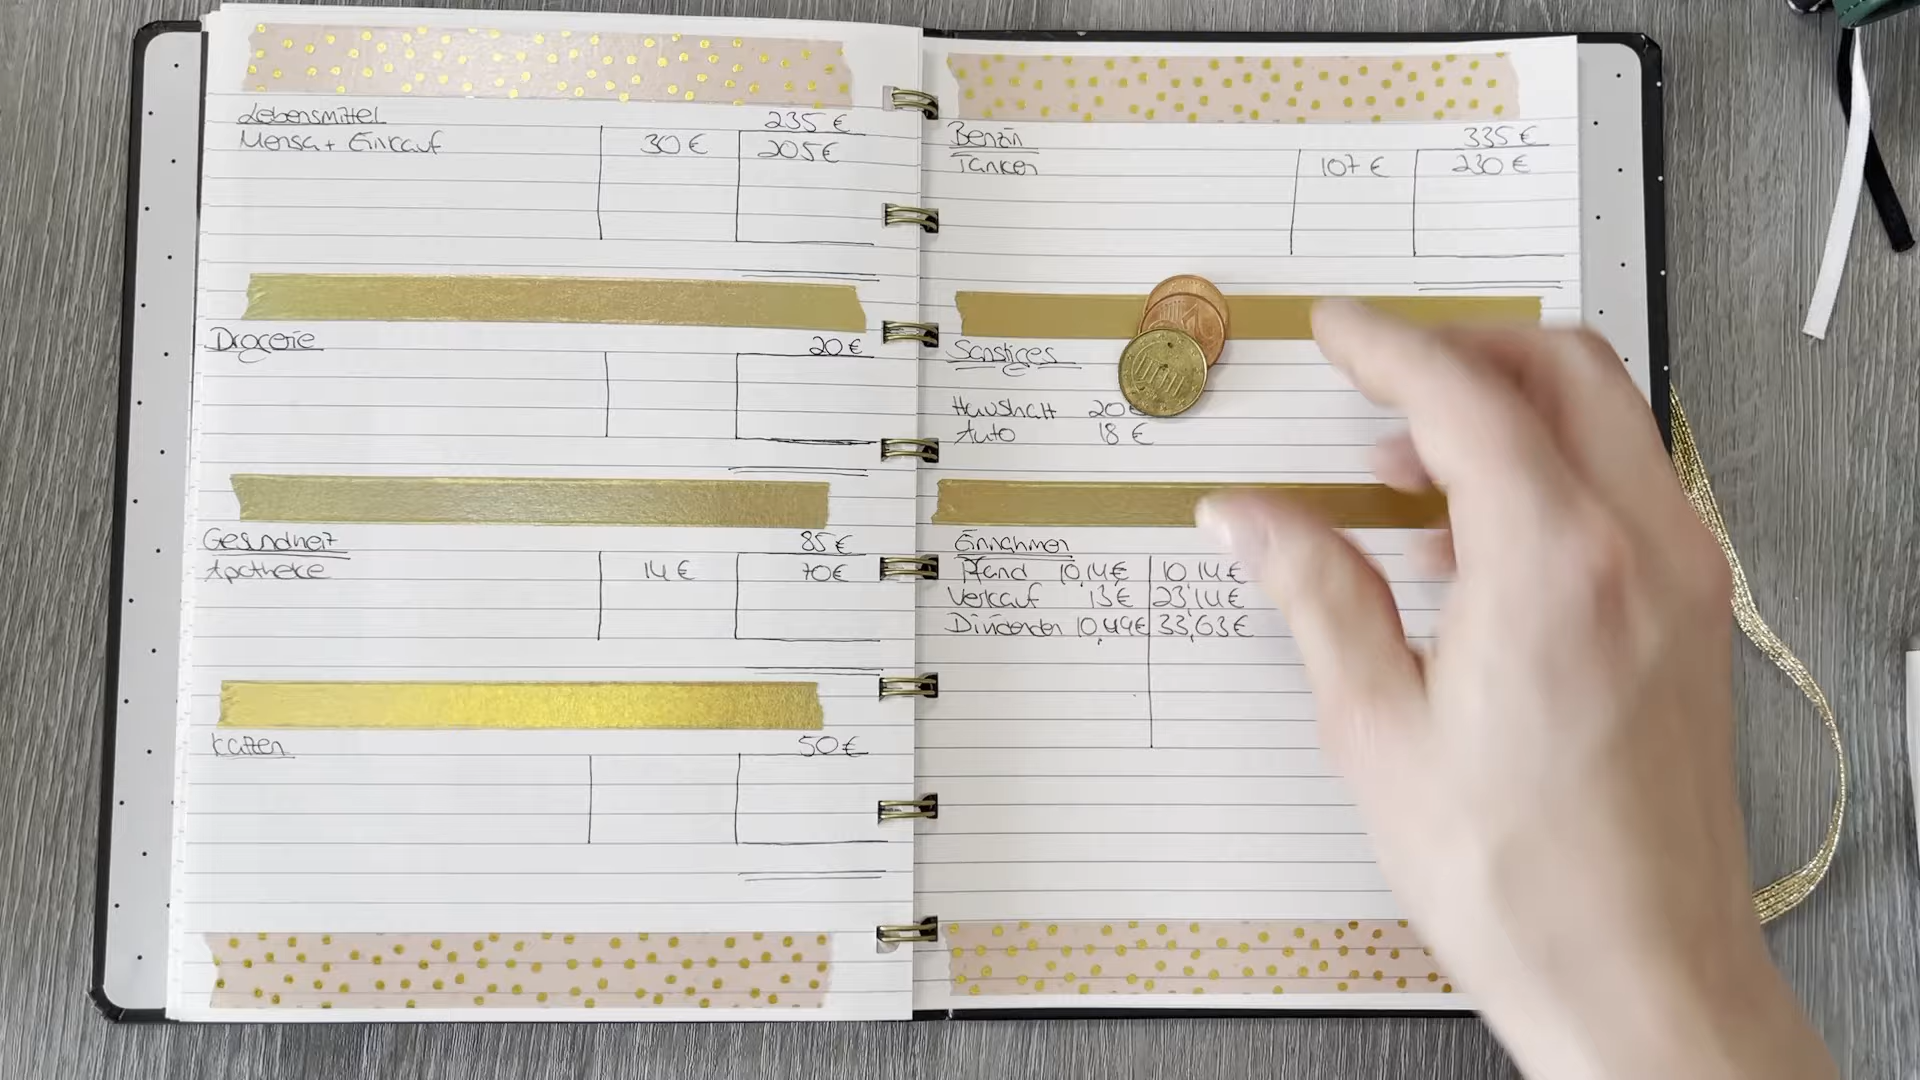 Lebensmittel 235 €
Mensa + Einkauf 30 € 205 €
Drogerie 20 €
Gesundheit 85 €
Apotheke 14 € 70 €
Katzen 50 €
Benzin 335 €
Tanken 107 € 230 €
Sonstiges
Haushalt 20€
Auto 18 €
Einnahmen
Pfand 10,14€ 10,14€
Verkauf 13€ 23,14€
Dividenden 10,49€ 33,63€